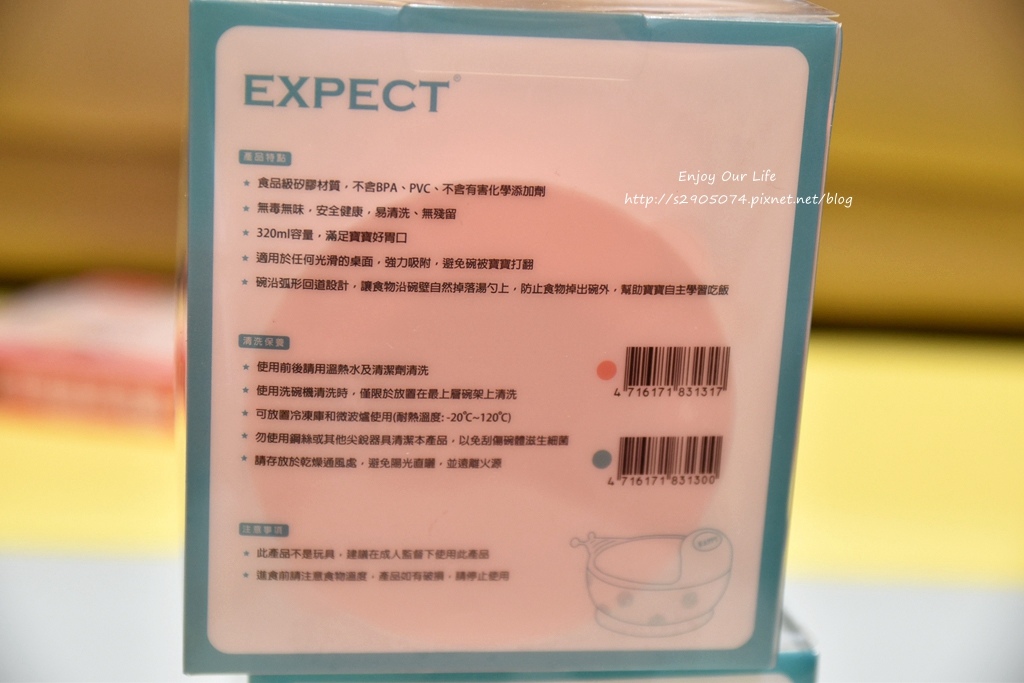 EXPECT®
產品特點
★ 食品級矽膠材質，不含BPA、PVC、不含有害化學添加劑
★ 無毒無味，安全健康，易清洗、無殘留
★ 320ml容量，滿足寶寶好胃口
★ 適用於任何光滑的桌面，強力吸附，避免碗被寶寶打翻
★ 碗沿弧形回道設計，讓食物沿碗壁自然掉落湯勺上，防止食物掉出碗外，幫助寶寶自主學習吃飯
Enjoy Our Life
http://s2905074.pixnet.net/blog
清洗保養
★ 使用前後請用溫熱水及清潔劑清洗
★ 使用洗碗機清洗時，僅限於放置在最上層碗架上清洗
★ 可放置冷凍庫和微波爐使用(耐熱溫度: -20℃~120℃)
★ 勿使用鋼絲或其他尖銳器具清潔本產品，以免刮傷碗體滋生細菌
★ 請存放於乾燥通風處，避免陽光直曬，並遠離火源
4 716171 831317
4 716171 831300
注意事項
★ 此產品不是玩具，建議在成人監督下使用此產品
★ 進食前請注意食物溫度，產品如有破損，請停止使用
EXPECT